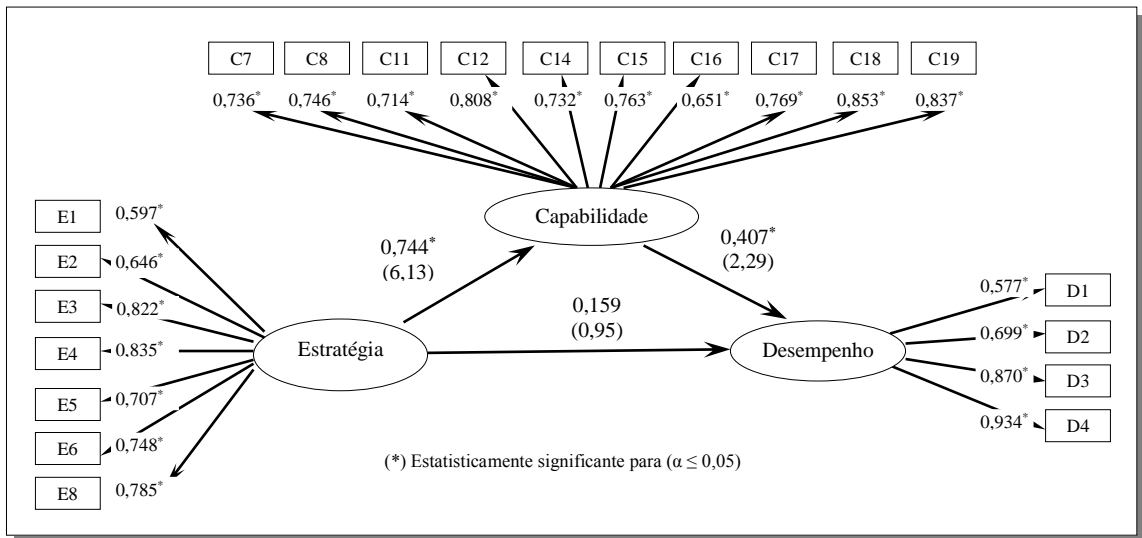 C7 C8 C11 C12 C14 C15 C16 C17 C18 C19
0,736* 0,746* 0,714* 0,808* 0,732* 0,763* 0,651* 0,769* 0,853* 0,837*
Capabilidade
E1 0,597*
E2 0,646*
E3 0,822*
E4 0,835*
E5 0,707*
E6 0,748*
E8 0,785*
0,744*
(6,13)
0,407*
(2,29)
0,159
(0,95)
Estratégia
Desempenho
0,577* D1
0,699* D2
0,870* D3
0,934* D4
(*) Estatisticamente significante para (α ≤ 0,05)